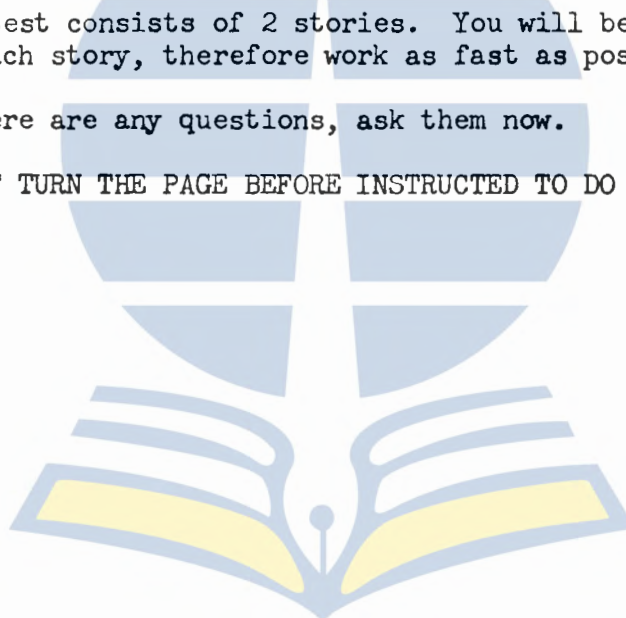 est consists of 2 stories. You will be
ch story, therefore work as fast as pos
ere are any questions, ask them now.
TURN THE PAGE BEFORE INSTRUCTED TO DO